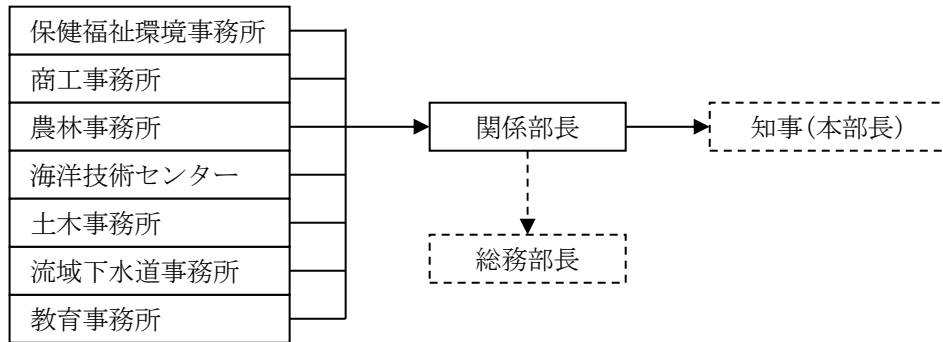 保健福祉環境事務所
商工事務所
農林事務所
海洋技術センター
土木事務所
流域下水道事務所
教育事務所
関係部長
知事(本部長)
総務部長